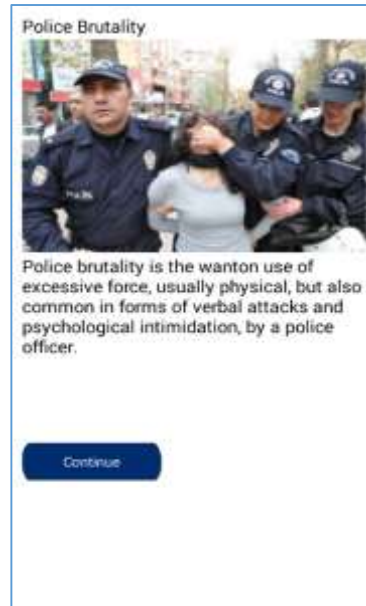 Police Brutality
Police brutality is the wanton use of
excessive force, usually physical, but also
common in forms of verbal attacks and
psychological intimidation, by a police
officer.
Continue